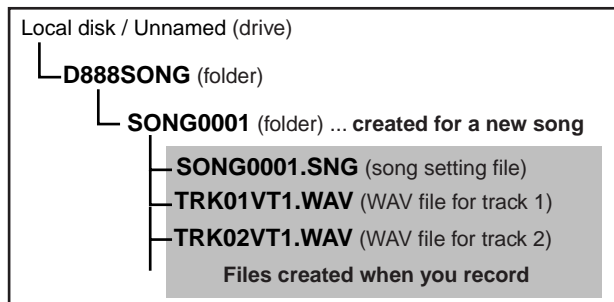 Local disk / Unnamed (drive)
D888SONG (folder)
SONG0001 (folder) ... created for a new song
SONG0001.SNG (song setting file)
TRK01VT1.WAV (WAV file for track 1)
TRK02VT1.WAV (WAV file for track 2)
Files created when you record